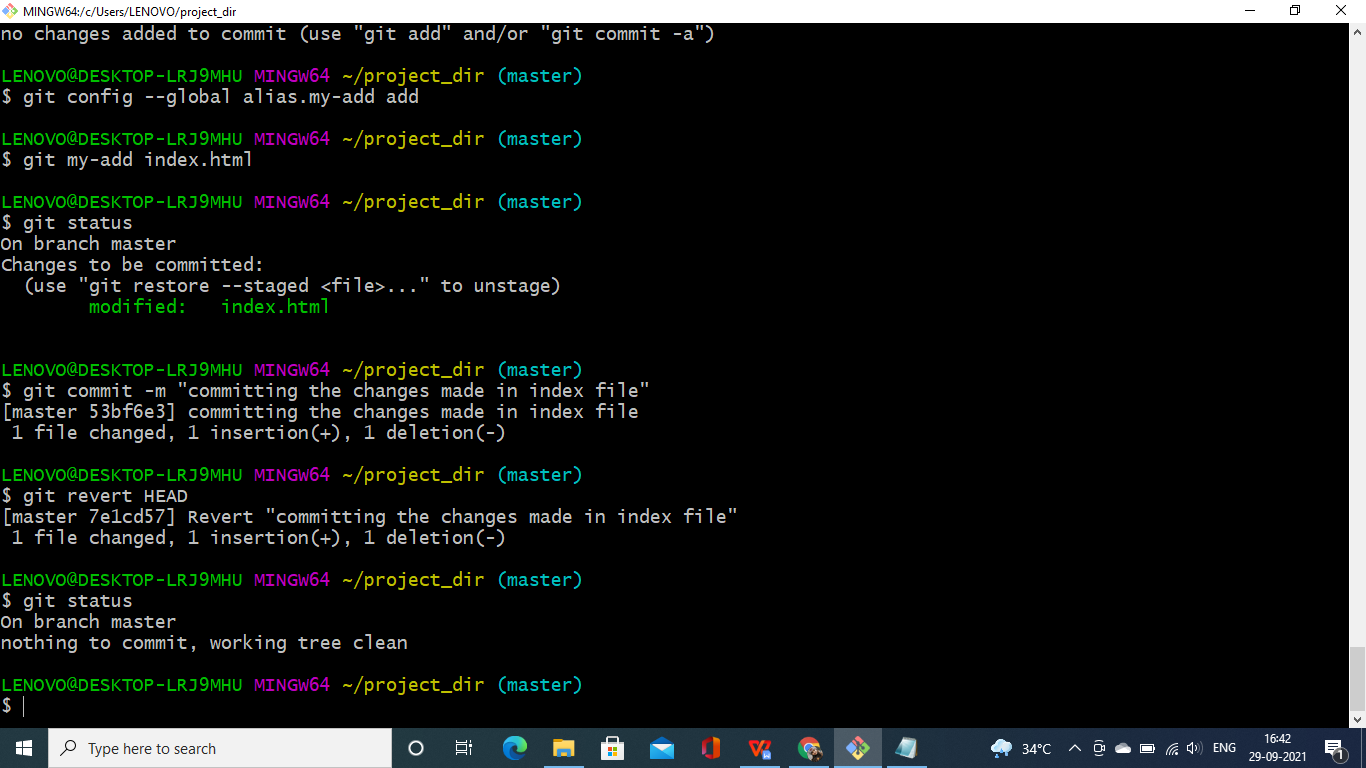 MINGW64:/c/Users/LENOVO/project_dir
no changes added to commit (use "git add" and/or "git commit -a")
LENOVO@DESKTOP-LRJ9MHU MINGW64 ~/project_dir (master)
$ git config --global alias.my-add add
LENOVO@DESKTOP-LRJ9MHU MINGW64 ~/project_dir (master)
$ git my-add index.html
LENOVO@DESKTOP-LRJ9MHU MINGW64 ~/project_dir (master)
$ git status
On branch master
Changes to be committed:
  (use "git restore --staged <file>..." to unstage)
        modified:   index.html
LENOVO@DESKTOP-LRJ9MHU MINGW64 ~/project_dir (master)
$ git commit -m "committing the changes made in index file"
[master 53bf6e3] committing the changes made in index file
 1 file changed, 1 insertion(+), 1 deletion(-)
LENOVO@DESKTOP-LRJ9MHU MINGW64 ~/project_dir (master)
$ git revert HEAD
[master 7e1cd57] Revert "committing the changes made in index file"
 1 file changed, 1 insertion(+), 1 deletion(-)
LENOVO@DESKTOP-LRJ9MHU MINGW64 ~/project_dir (master)
$ git status
On branch master
nothing to commit, working tree clean
LENOVO@DESKTOP-LRJ9MHU MINGW64 ~/project_dir (master)
$
Type here to search
34°C
ENG
16:42
29-09-2021
1